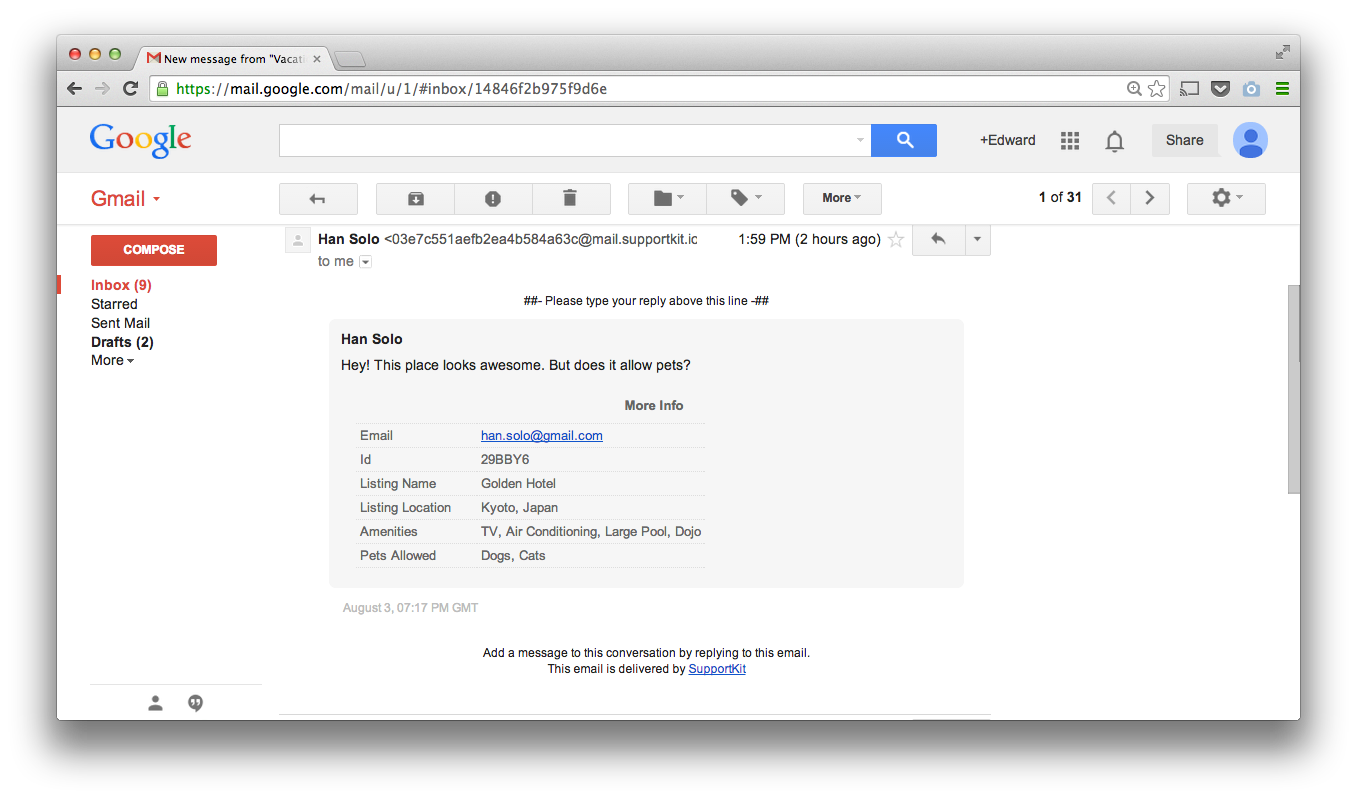 New message from "Vacati
https://mail.google.com/mail/u/1/#inbox/14846f2b975f9d6e
Google
+Edward
Share
Gmail
More
1 of 31
COMPOSE
Inbox (9)
Starred
Sent Mail
Drafts (2)
More
Han Solo <03e7c551aefb2ea4b584a63c@mail.supportkit.ic
1:59 PM (2 hours ago)
to me
##- Please type your reply above this line -##
Han Solo
Hey! This place looks awesome. But does it allow pets?
More Info
Email han.solo@gmail.com
Id 29BBY6
Listing Name Golden Hotel
Listing Location Kyoto, Japan
Amenities TV, Air Conditioning, Large Pool, Dojo
Pets Allowed Dogs, Cats
August 3, 07:17 PM GMT
Add a message to this conversation by replying to this email.
This email is delivered by SupportKit